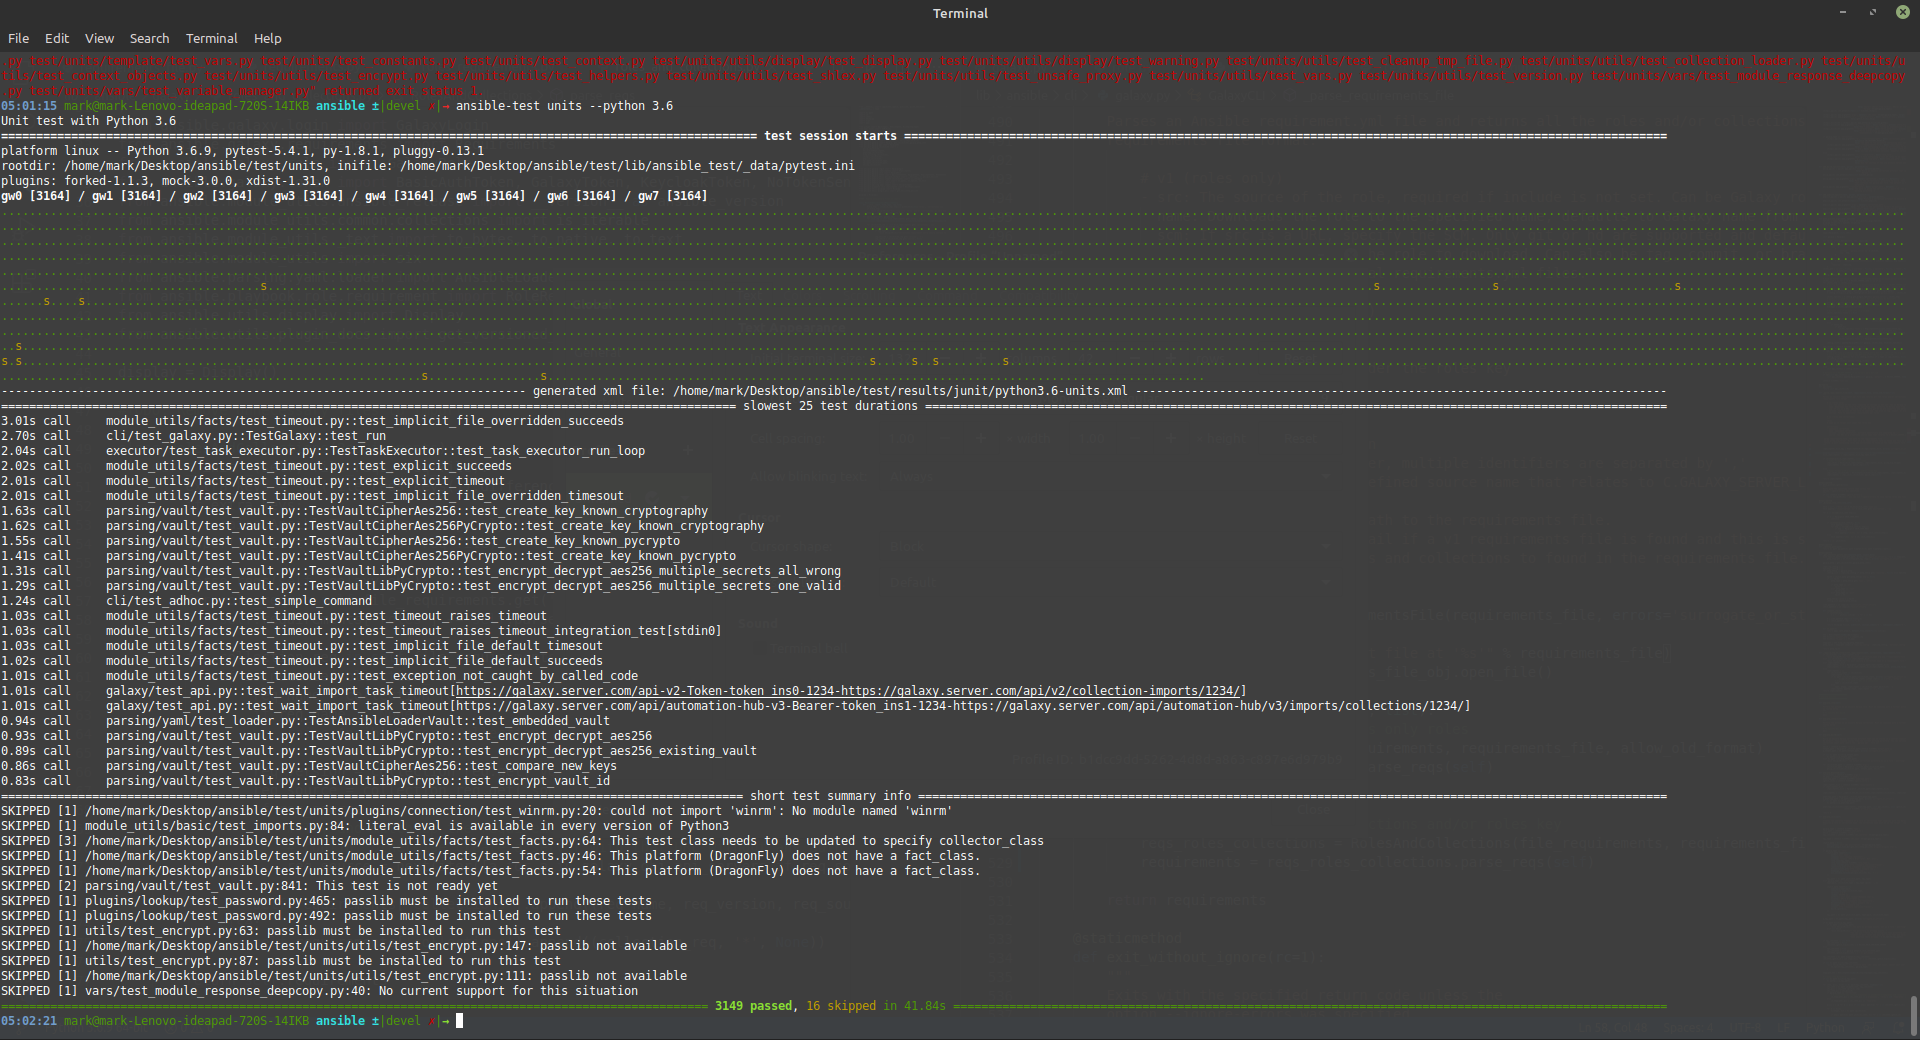 Terminal
File Edit View Search Terminal Help
.py test/units/template/test_vars.py test/units/test_constants.py test/units/test_context.py test/units/utils/display/test_display.py test/units/utils/display/test_warning.py test/units/utils/test_cleanup_tmp_file.py test/units/utils/test_collection_loader.py test/units/u
tils/test_context_objects.py test/units/utils/test_encrypt.py test/units/utils/test_helpers.py test/units/utils/test_shlex.py test/units/utils/test_unsafe_proxy.py test/units/utils/test_vars.py test/units/utils/test_version.py test/units/vars/test_module_response_deepcopy
.py test/units/vars/test_variable_manager.py" returned exit status 1.
05:01:15 mark@mark-Lenovo-ideapad-720S-14IKB ansible ±|devel ✗|→ ansible-test units --python 3.6
Unit test with Python 3.6
test session starts
platform linux -- Python 3.6.9, pytest-5.4.1, py-1.8.1, pluggy-0.13.1
rootdir: /home/mark/Desktop/ansible/test/units, inifile: /home/mark/Desktop/ansible/test/lib/ansible_test/_data/pytest.ini
plugins: forked-1.1.3, mock-3.0.0, xdist-1.31.0
gw0 [3164] / gw1 [3164] / gw2 [3164] / gw3 [3164] / gw4 [3164] / gw5 [3164] / gw6 [3164] / gw7 [3164]
s s s s
s s
s
s.s s s s s
s s
generated xml file: /home/mark/Desktop/ansible/test/results/junit/python3.6-units.xml
slowest 25 test durations
3.01s call module_utils/facts/test_timeout.py::test_implicit_file_overridden_succeeds
2.70s call cli/test_galaxy.py::TestGalaxy::test_run
2.04s call executor/test_task_executor.py::TestTaskExecutor::test_task_executor_run_loop
2.02s call module_utils/facts/test_timeout.py::test_explicit_succeeds
2.01s call module_utils/facts/test_timeout.py::test_explicit_timeout
2.01s call module_utils/facts/test_timeout.py::test_implicit_file_overridden_timesout
1.63s call parsing/vault/test_vault.py::TestVaultCipherAes256::test_create_key_known_cryptography
1.62s call parsing/vault/test_vault.py::TestVaultCipherAes256PyCrypto::test_create_key_known_cryptography
1.55s call parsing/vault/test_vault.py::TestVaultCipherAes256::test_create_key_known_pycrypto
1.41s call parsing/vault/test_vault.py::TestVaultCipherAes256PyCrypto::test_create_key_known_pycrypto
1.31s call parsing/vault/test_vault.py::TestVaultLibPyCrypto::test_encrypt_decrypt_aes256_multiple_secrets_all_wrong
1.29s call parsing/vault/test_vault.py::TestVaultLibPyCrypto::test_encrypt_decrypt_aes256_multiple_secrets_one_valid
1.24s call cli/test_adhoc.py::test_simple_command
1.03s call module_utils/facts/test_timeout.py::test_timeout_raises_timeout
1.03s call module_utils/facts/test_timeout.py::test_timeout_raises_timeout_integration_test[stdin0]
1.03s call module_utils/facts/test_timeout.py::test_implicit_file_default_timesout
1.02s call module_utils/facts/test_timeout.py::test_implicit_file_default_succeeds
1.01s call module_utils/facts/test_timeout.py::test_exception_not_caught_by_called_code
1.01s call galaxy/test_api.py::test_wait_import_task_timeout[https://galaxy.server.com/api-v2-Token-token_ins0-1234-https://galaxy.server.com/api/v2/collection-imports/1234/]
1.01s call galaxy/test_api.py::test_wait_import_task_timeout[https://galaxy.server.com/api/automation-hub-v3-Bearer-token_ins1-1234-https://galaxy.server.com/api/automation-hub/v3/imports/collections/1234/]
0.94s call parsing/yaml/test_loader.py::TestAnsibleLoaderVault::test_embedded_vault
0.93s call parsing/vault/test_vault.py::TestVaultLibPyCrypto::test_encrypt_decrypt_aes256
0.89s call parsing/vault/test_vault.py::TestVaultLibPyCrypto::test_encrypt_decrypt_aes256_existing_vault
0.86s call parsing/vault/test_vault.py::TestVaultCipherAes256::test_compare_new_keys
0.83s call parsing/vault/test_vault.py::TestVaultLibPyCrypto::test_encrypt_vault_id
short test summary info
SKIPPED [1] /home/mark/Desktop/ansible/test/units/plugins/connection/test_winrm.py:20: could not import 'winrm': No module named 'winrm'
SKIPPED [1] module_utils/basic/test_imports.py:84: literal_eval is available in every version of Python3
SKIPPED [3] /home/mark/Desktop/ansible/test/units/module_utils/facts/test_facts.py:64: This test class needs to be updated to specify collector_class
SKIPPED [1] /home/mark/Desktop/ansible/test/units/module_utils/facts/test_facts.py:46: This platform (DragonFly) does not have a fact_class.
SKIPPED [1] /home/mark/Desktop/ansible/test/units/module_utils/facts/test_facts.py:54: This platform (DragonFly) does not have a fact_class.
SKIPPED [2] parsing/vault/test_vault.py:841: This test is not ready yet
SKIPPED [1] plugins/lookup/test_password.py:465: passlib must be installed to run these tests
SKIPPED [1] plugins/lookup/test_password.py:492: passlib must be installed to run these tests
SKIPPED [1] utils/test_encrypt.py:63: passlib must be installed to run this test
SKIPPED [1] /home/mark/Desktop/ansible/test/units/utils/test_encrypt.py:147: passlib not available
SKIPPED [1] utils/test_encrypt.py:87: passlib must be installed to run this test
SKIPPED [1] /home/mark/Desktop/ansible/test/units/utils/test_encrypt.py:111: passlib not available
SKIPPED [1] vars/test_module_response_deepcopy.py:40: No current support for this situation
3149 passed, 16 skipped in 41.84s
05:02:21 mark@mark-Lenovo-ideapad-720S-14IKB ansible ±|devel ✗|→